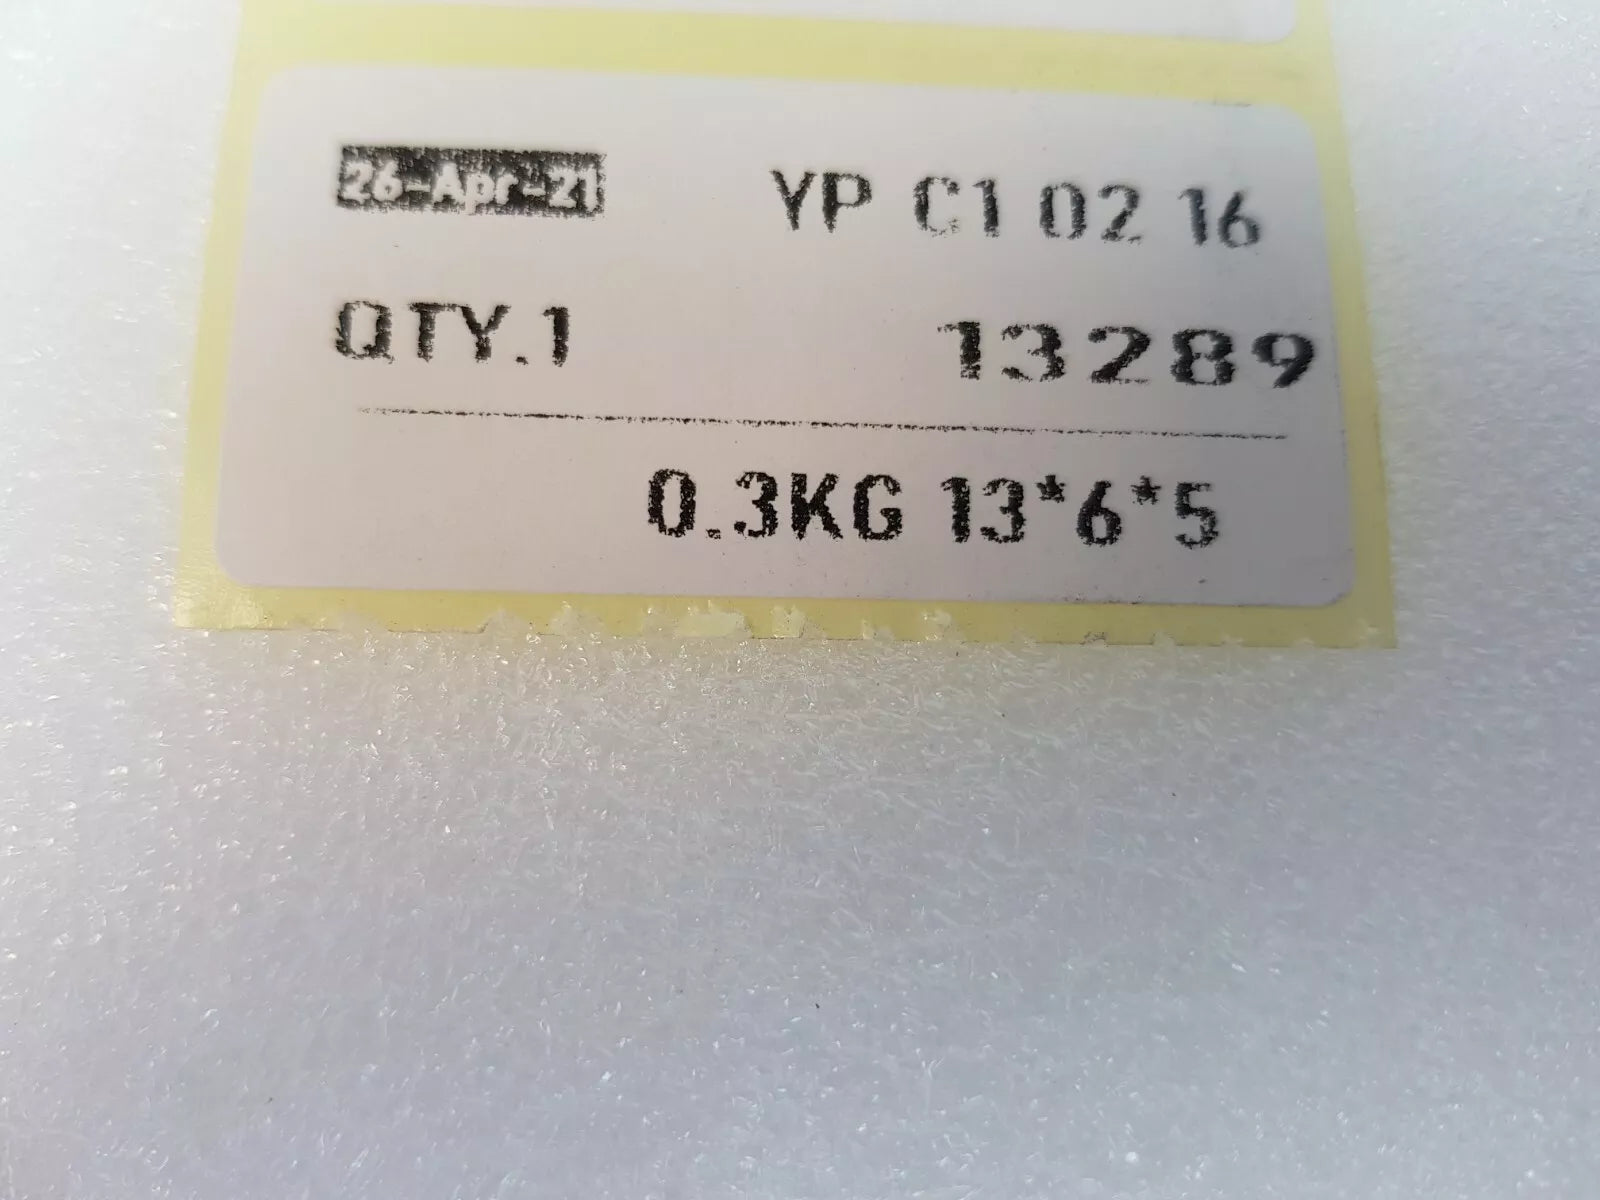 26-Apr-21 YP C1 02 16
QTY.1 13289
0.3KG 13*6*5